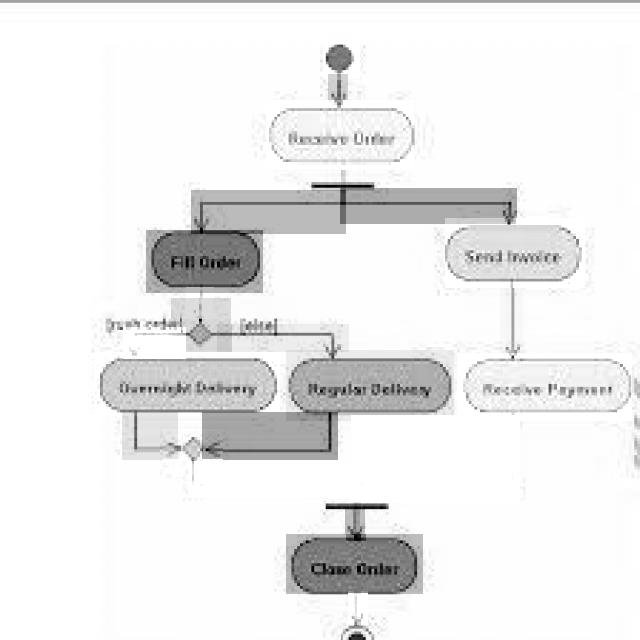 Receive Order
Fill Order
Send Invoice
[rush order]
[else]
Overnight Delivery
Regular Delivery
Receive Payment
Close Order